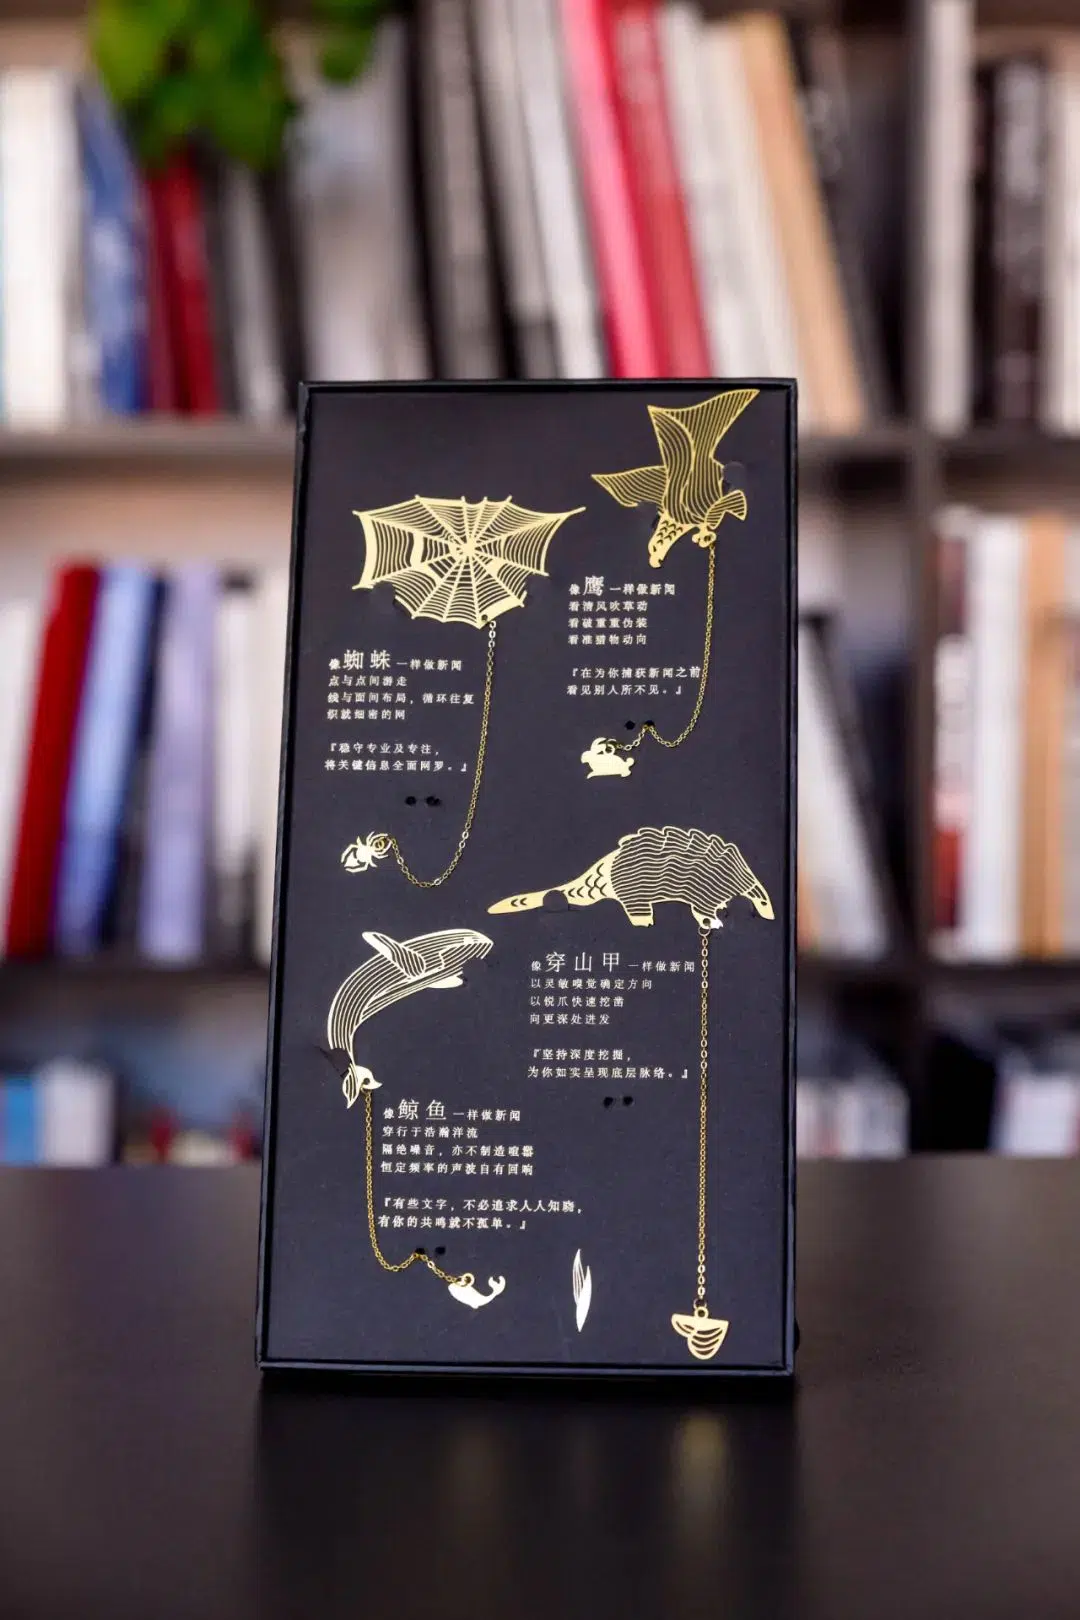 像蜘蛛一样做新闻
点与点间游走
线与面间布局，循环往复
织就细密的网
『稳守专业及专注，
将关键信息全面网罗。』
像鹰一样做新闻
看清风吹草动
看破重重伪装
看准猎物动向
『在为你捕获新闻之前
看见别人所不见。』
像穿山甲一样做新闻
以灵敏嗅觉确定方向
以锐爪快速挖凿
向更深处进发
『坚持深度挖掘，
为你如实呈现底层脉络。』
像鲸鱼一样做新闻
穿行于浩瀚洋流
隔绝噪音，亦不制造喧嚣
恒定频率的声波自有回响
『有些文字，不必追求人人知晓，
有你的共鸣就不孤单。』